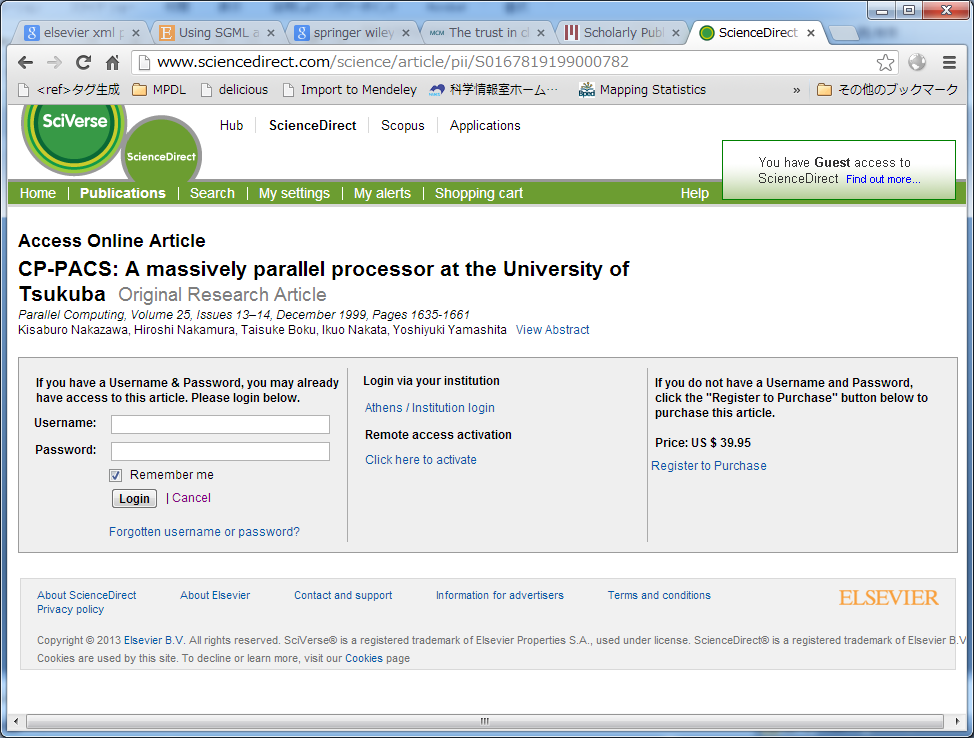 elsevier xml p
Using SGML a
springer wiley
MCM The trust in cl
Scholarly Publ
ScienceDirect
www.sciencedirect.com/science/article/pii/S0167819199000782
<ref>タグ生成
MPDL
delicious
Import to Mendeley
科学情報室ホーム…
Mapping Statistics
»
その他のブックマーク
SciVerse
ScienceDirect
Hub
ScienceDirect
Scopus
Applications
You have Guest access to
ScienceDirect Find out more...
Home | Publications | Search | My settings | My alerts | Shopping cart
Help
Access Online Article
CP-PACS: A massively parallel processor at the University of
Tsukuba Original Research Article
Parallel Computing, Volume 25, Issues 13–14, December 1999, Pages 1635-1661
Kisaburo Nakazawa, Hiroshi Nakamura, Taisuke Boku, Ikuo Nakata, Yoshiyuki Yamashita View Abstract
If you have a Username & Password, you may already
have access to this article. Please login below.
Username:
Password:
Remember me
Login | Cancel
Forgotten username or password?
Login via your institution
Athens / Institution login
Remote access activation
Click here to activate
If you do not have a Username and Password,
click the "Register to Purchase" button below to
purchase this article.
Price: US $ 39.95
Register to Purchase
About ScienceDirect
About Elsevier
Contact and support
Information for advertisers
Terms and conditions
Privacy policy
ELSEVIER
Copyright © 2013 Elsevier B.V. All rights reserved. SciVerse® is a registered trademark of Elsevier Properties S.A., used under license. ScienceDirect® is a registered trademark of Elsevier B.V
Cookies are used by this site. To decline or learn more, visit our Cookies page